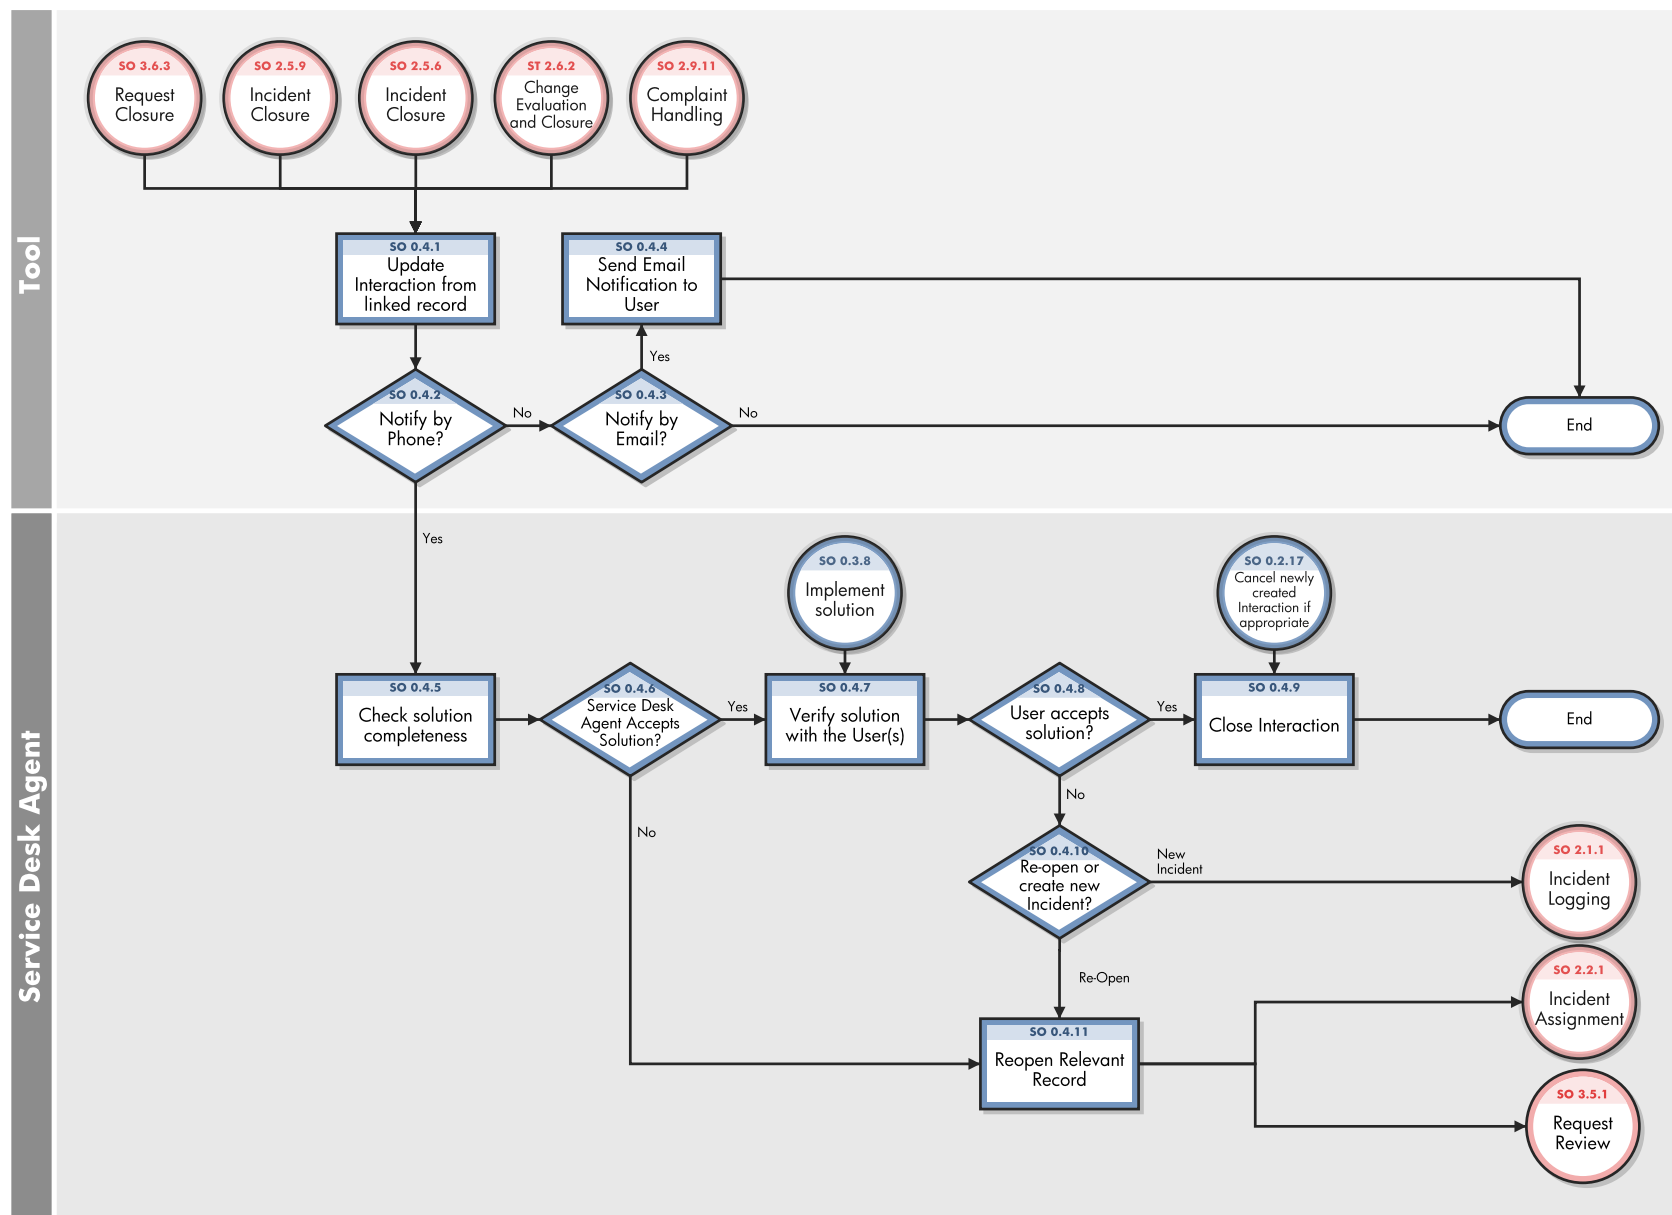 Tool
SO 3.6.3
Request
Closure
SO 2.5.9
Incident
Closure
SO 2.5.6
Incident
Closure
ST 2.6.2
Change
Evaluation
and Closure
SO 2.9.11
Complaint
Handling
SO 0.4.1
Update
Interaction from
linked record
SO 0.4.4
Send Email
Notification to
User
Yes
SO 0.4.2
Notify by
Phone?
No
SO 0.4.3
Notify by
Email?
No
End
Service Desk Agent
Yes
SO 0.3.8
Implement
solution
SO 0.2.17
Cancel newly
created
Interaction if
appropriate
SO 0.4.5
Check solution
completeness
SO 0.4.6
Service Desk
Agent Accepts
Solution?
Yes
SO 0.4.7
Verify solution
with the User(s)
SO 0.4.8
User accepts
solution?
Yes
SO 0.4.9
Close Interaction
End
No
No
SO 0.4.10
Re-open or
create new
Incident?
New
Incident
SO 2.1.1
Incident
Logging
Re-Open
SO 2.2.1
Incident
Assignment
SO 0.4.11
Reopen Relevant
Record
SO 3.5.1
Request
Review